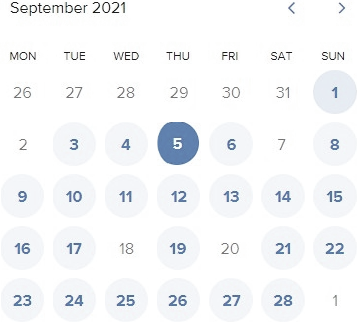 September 2021
MON TUE WED THU FRI SAT SUN
26 27 28 29 30 31 1
2 3 4 5 6 7 8
9 10 11 12 13 14 15
16 17 18 19 20 21 22
23 24 25 26 27 28 1